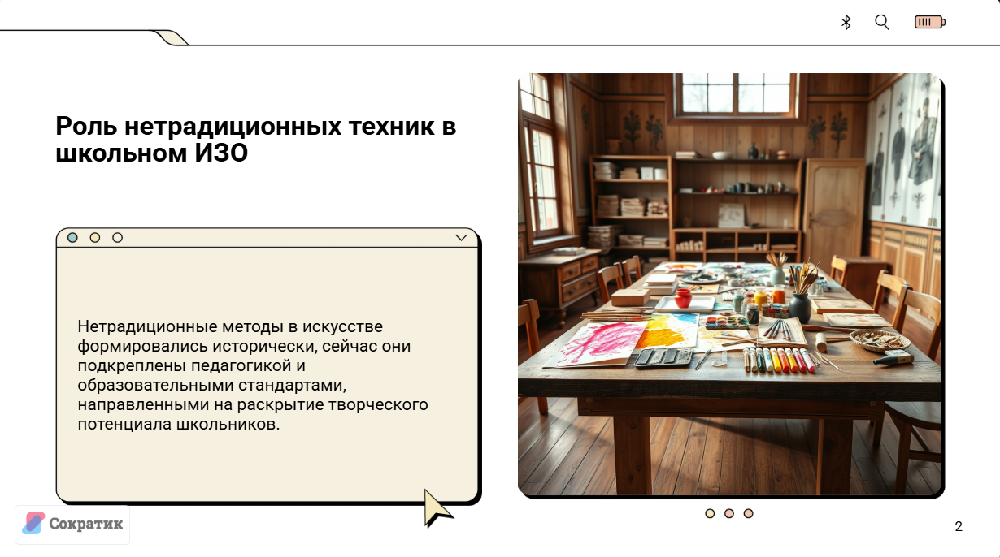 Роль нетрадиционных техник в
школьном ИЗО
Нетрадиционные методы в искусстве
формировались исторически, сейчас они
подкреплены педагогикой и
образовательными стандартами,
направленными на раскрытие творческого
потенциала школьников.
Сократик
2